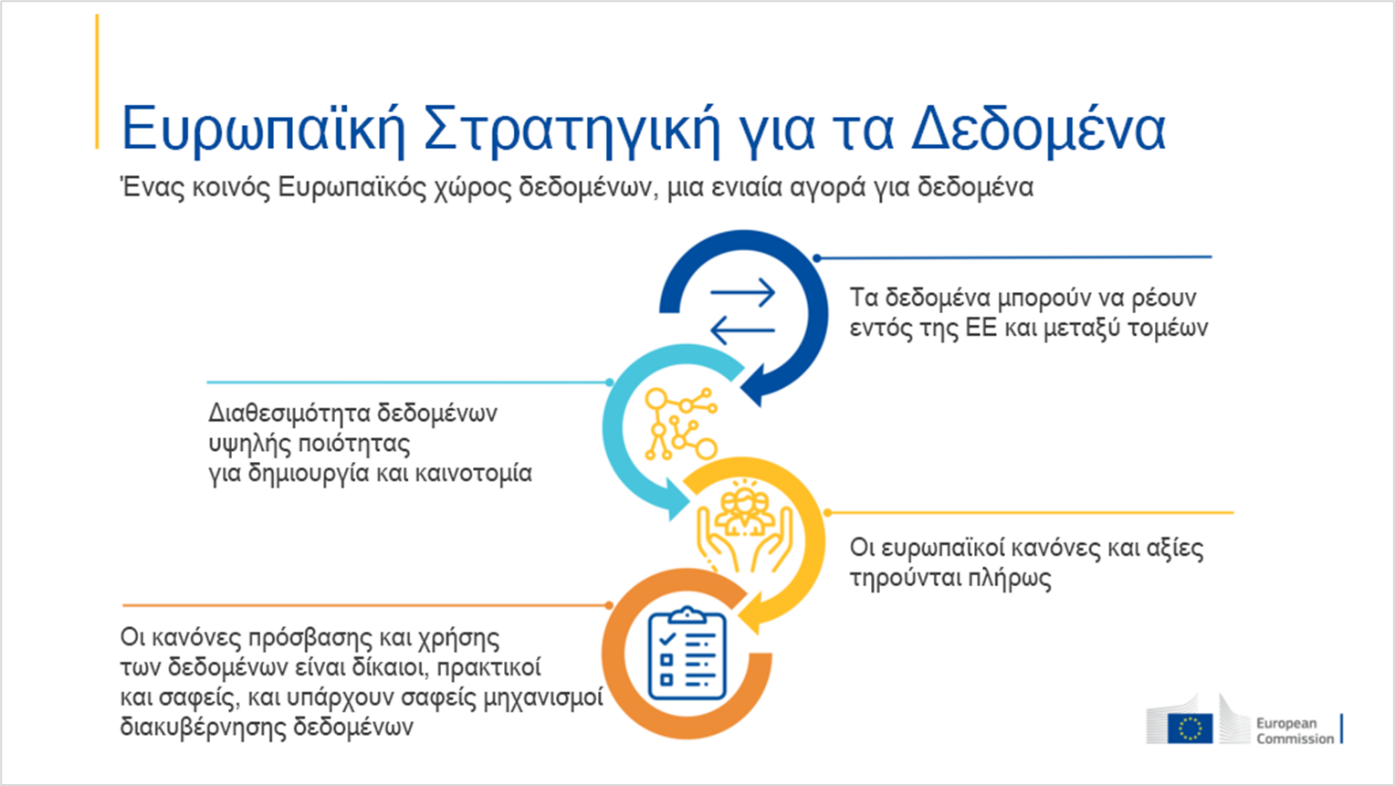 Ευρωπαϊκή Στρατηγική για τα Δεδομένα
Ένας κοινός Ευρωπαϊκός χώρος δεδομένων, μια ενιαία αγορά για δεδομένα
Τα δεδομένα μπορούν να ρέουν
εντός της ΕΕ και μεταξύ τομέων
Διαθεσιμότητα δεδομένων
υψηλής ποιότητας
για δημιουργία και καινοτομία
Οι ευρωπαϊκοί κανόνες και αξίες
τηρούνται πλήρως
Οι κανόνες πρόσβασης και χρήσης
των δεδομένων είναι δίκαιοι, πρακτικοί
και σαφείς, και υπάρχουν σαφείς μηχανισμοί
διακυβέρνησης δεδομένων
European
Commission